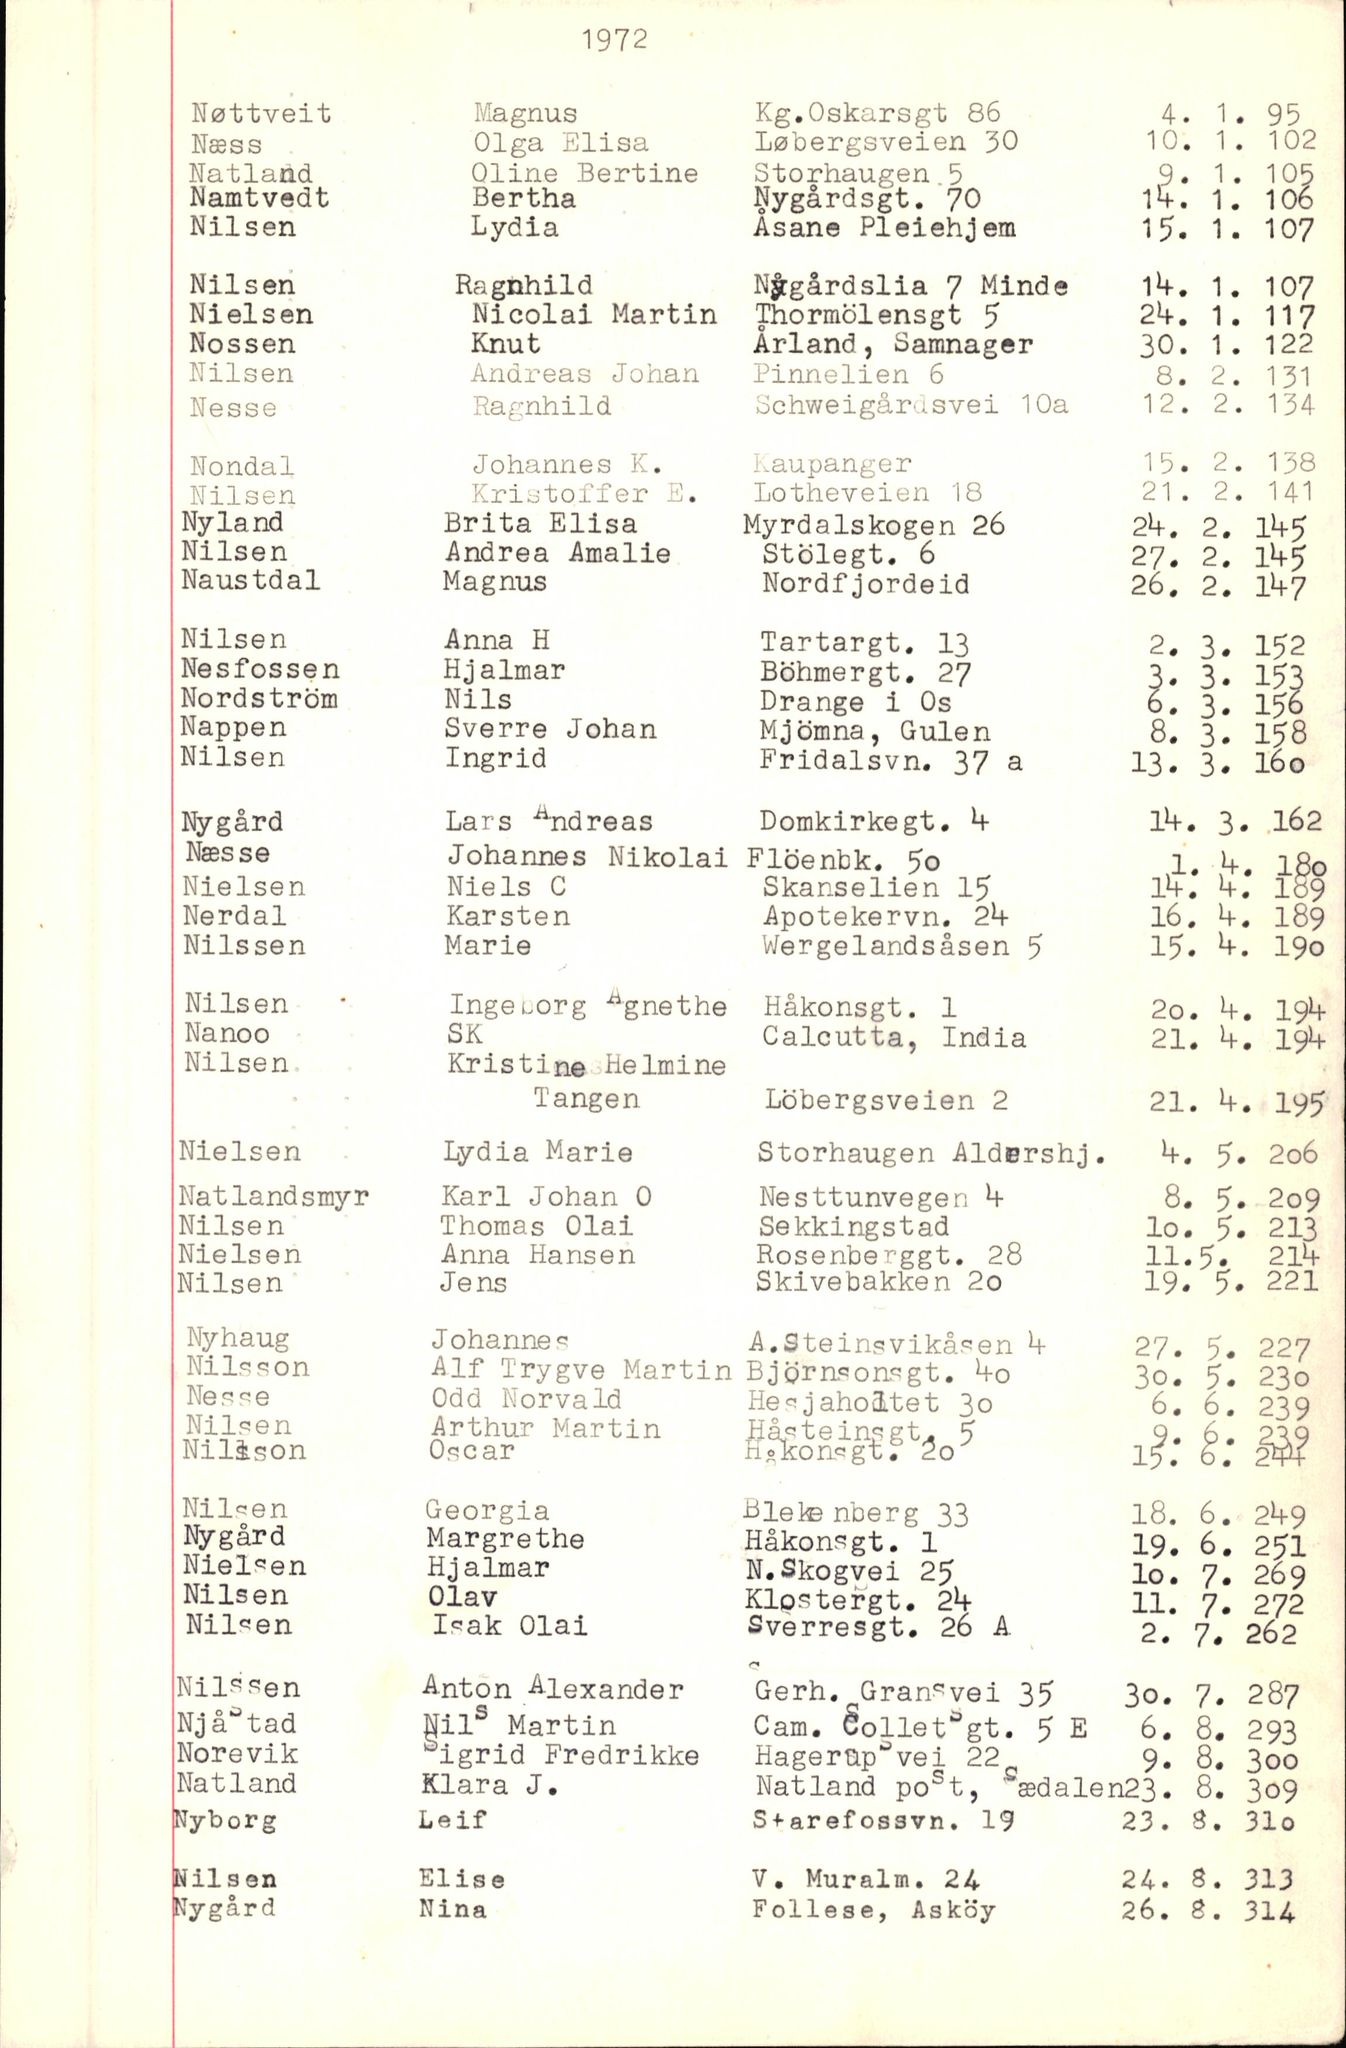 1972
Nøttveit Magnus Kg.Oskarsgt 86 4. 1. 95
Næss Olga Elisa Løbergsveien 30 10. 1. 102
Natland Oline Bertine Storhaugen 5 9. 1. 105
Namtvedt Bertha Nygårdsgt. 70 14. 1. 106
Nilsen Lydia Åsane Pleiehjem 15. 1. 107
Nilsen Ragnhild Nygårdslia 7 Minde 14. 1. 107
Nielsen Nicolai Martin Thormölensgt 5 24. 1. 117
Nossen Knut Årland, Samnager 30. 1. 122
Nilsen Andreas Johan Pinnelien 6 8. 2. 131
Nesse Ragnhild Schweigårdsvei 10a 12. 2. 134
Nondal Johannes K. Kaupanger 15. 2. 138
Nilsen Kristoffer E. Lotheveien 18 21. 2. 141
Nyland Brita Elisa Myrdalskogen 26 24. 2. 145
Nilsen Andrea Amalie Stölegt. 6 27. 2. 145
Naustdal Magnus Nordfjordeid 26. 2. 147
Nilsen Anna H Tartargt. 13 2. 3. 152
Nesfossen Hjalmar Böhmergt. 27 3. 3. 153
Nordström Nils Drange i Os 6. 3. 156
Nappen Sverre Johan Mjömna, Gulen 8. 3. 158
Nilsen Ingrid Fridalsvn. 37 a 13. 3. 16o
Nygård Lars Andreas Domkirkegt. 4 14. 3. 162
Næsse Johannes Nikolai Flöenbk. 5o 1. 4. 18o
Nielsen Niels C Skanselien 15 14. 4. 189
Nerdal Karsten Apotekervn. 24 16. 4. 189
Nilssen Marie Wergelandsåsen 5 15. 4. 19o
Nilsen Ingeborg Agnethe Håkonsgt. 1 2o. 4. 194
Nanoo SK Calcutta, India 21. 4. 194
Nilsen Kristine Helmine
Tangen Löbergsveien 2 21. 4. 195
Nielsen Lydia Marie Storhaugen Aldershj. 4. 5. 2o6
Natlandsmyr Karl Johan O Nesttunvegen 4 8. 5. 2o9
Nilsen Thomas Olai Sekkingstad 1o. 5. 213
Nielsen Anna Hansen Rosenberggt. 28 11.5. 214
Nilsen Jens Skivebakken 2o 19. 5. 221
Nyhaug Johannes A.Steinsvikåsen 4 27. 5. 227
Nilsson Alf Trygve Martin Björnsonsgt. 4o 3o. 5. 23o
Nesse Odd Norvald Hesjaholtet 3o 6. 6. 239
Nilsen Arthur Martin Håsteinsgt. 5 9. 6. 239
Nilsson Oscar Håkonsgt. 2o 15. 6. 244
Nilsen Georgia Blekenberg 33 18. 6. 249
Nygård Margrethe Håkonsgt. 1 19. 6. 251
Nielsen Hjalmar N.Skogvei 25 1o. 7. 269
Nilsen Olav Klostergt. 24 11. 7. 272
Nilsen Isak Olai Sverresgt. 26 A 2. 7. 262
Nilssen Anton Alexander Gerh. Gransvei 35 3o. 7. 287
Njåstad Nils Martin Cam. Colletsgt. 5 E 6. 8. 293
Norevik Sigrid Fredrikke Hagerupsvei 22 9. 8. 3oo
Natland Klara J. Natland post, Sædalen 23. 8. 3o9
Nyborg Leif Starefossvn. 19 23. 8. 31o
Nilsen Elise V. Muralm. 24 24. 8. 313
Nygård Nina Follese, Asköy 26. 8. 314